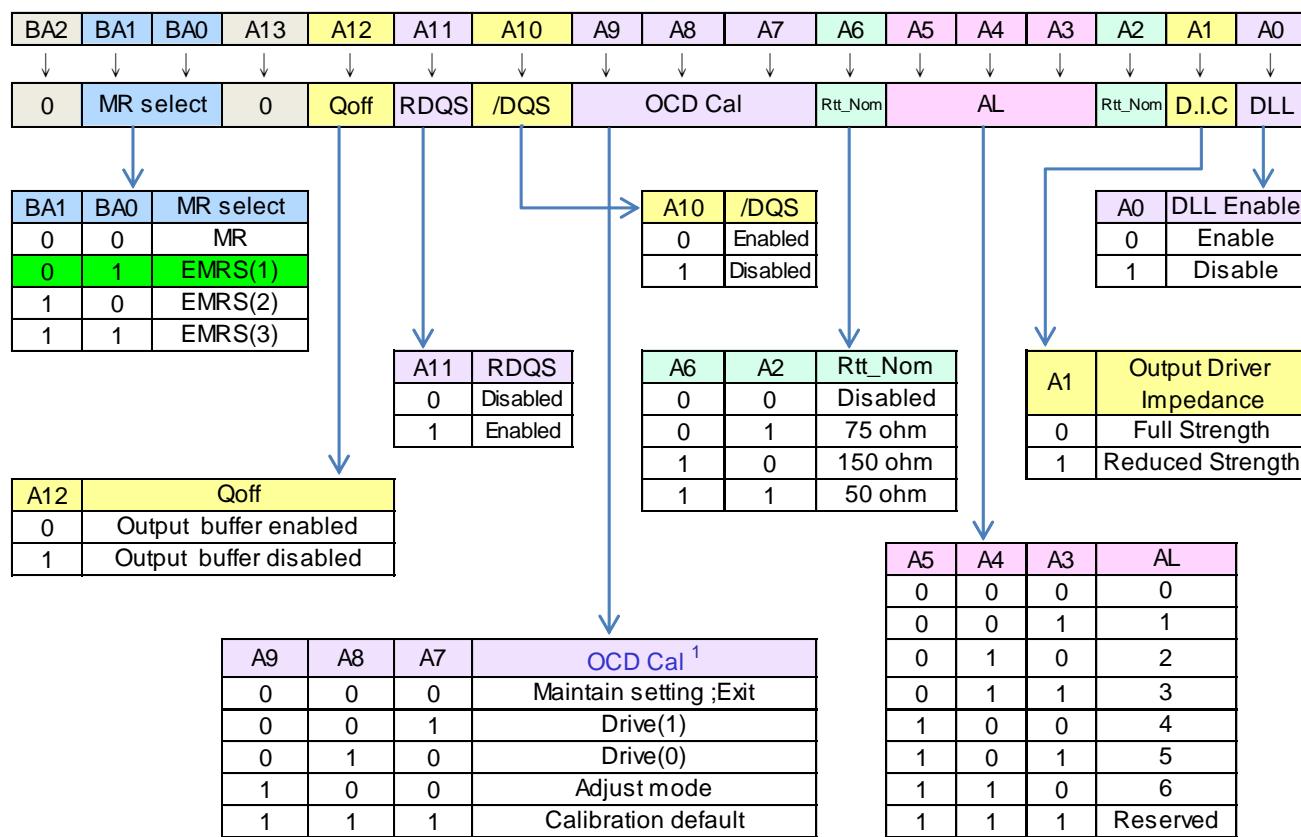 BA2 BA1 BA0 A13 A12 A11 A10 A9 A8 A7 A6 A5 A4 A3 A2 A1 A0
0 MR select 0 Qoff RDQS /DQS OCD Cal Rtt_Nom AL Rtt_Nom D.I.C DLL
BA1 BA0 MR select
0 0 MR
0 1 EMRS(1)
1 0 EMRS(2)
1 1 EMRS(3)
A10 /DQS
0 Enabled
1 Disabled
A0 DLL Enable
0 Enable
1 Disable
A11 RDQS
0 Disabled
1 Enabled
A6 A2 Rtt_Nom
0 0 Disabled
0 1 75 ohm
1 0 150 ohm
1 1 50 ohm
A1 Output Driver
Impedance
0 Full Strength
1 Reduced Strength
A12 Qoff
0 Output buffer enabled
1 Output buffer disabled
A5 A4 A3 AL
0 0 0 0
0 0 1 1
0 1 0 2
0 1 1 3
1 0 0 4
1 0 1 5
1 1 0 6
1 1 1 Reserved
A9 A8 A7 OCD Cal 1
0 0 0 Maintain setting ;Exit
0 0 1 Drive(1)
0 1 0 Drive(0)
1 0 0 Adjust mode
1 1 1 Calibration default